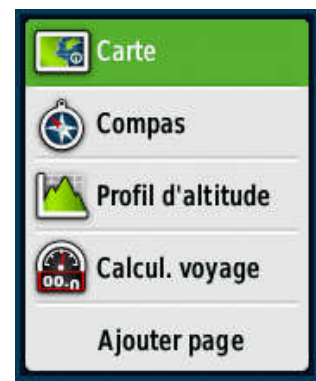 Carte
Compas
Profil d'altitude
00.0
Calcul. voyage
Ajouter page